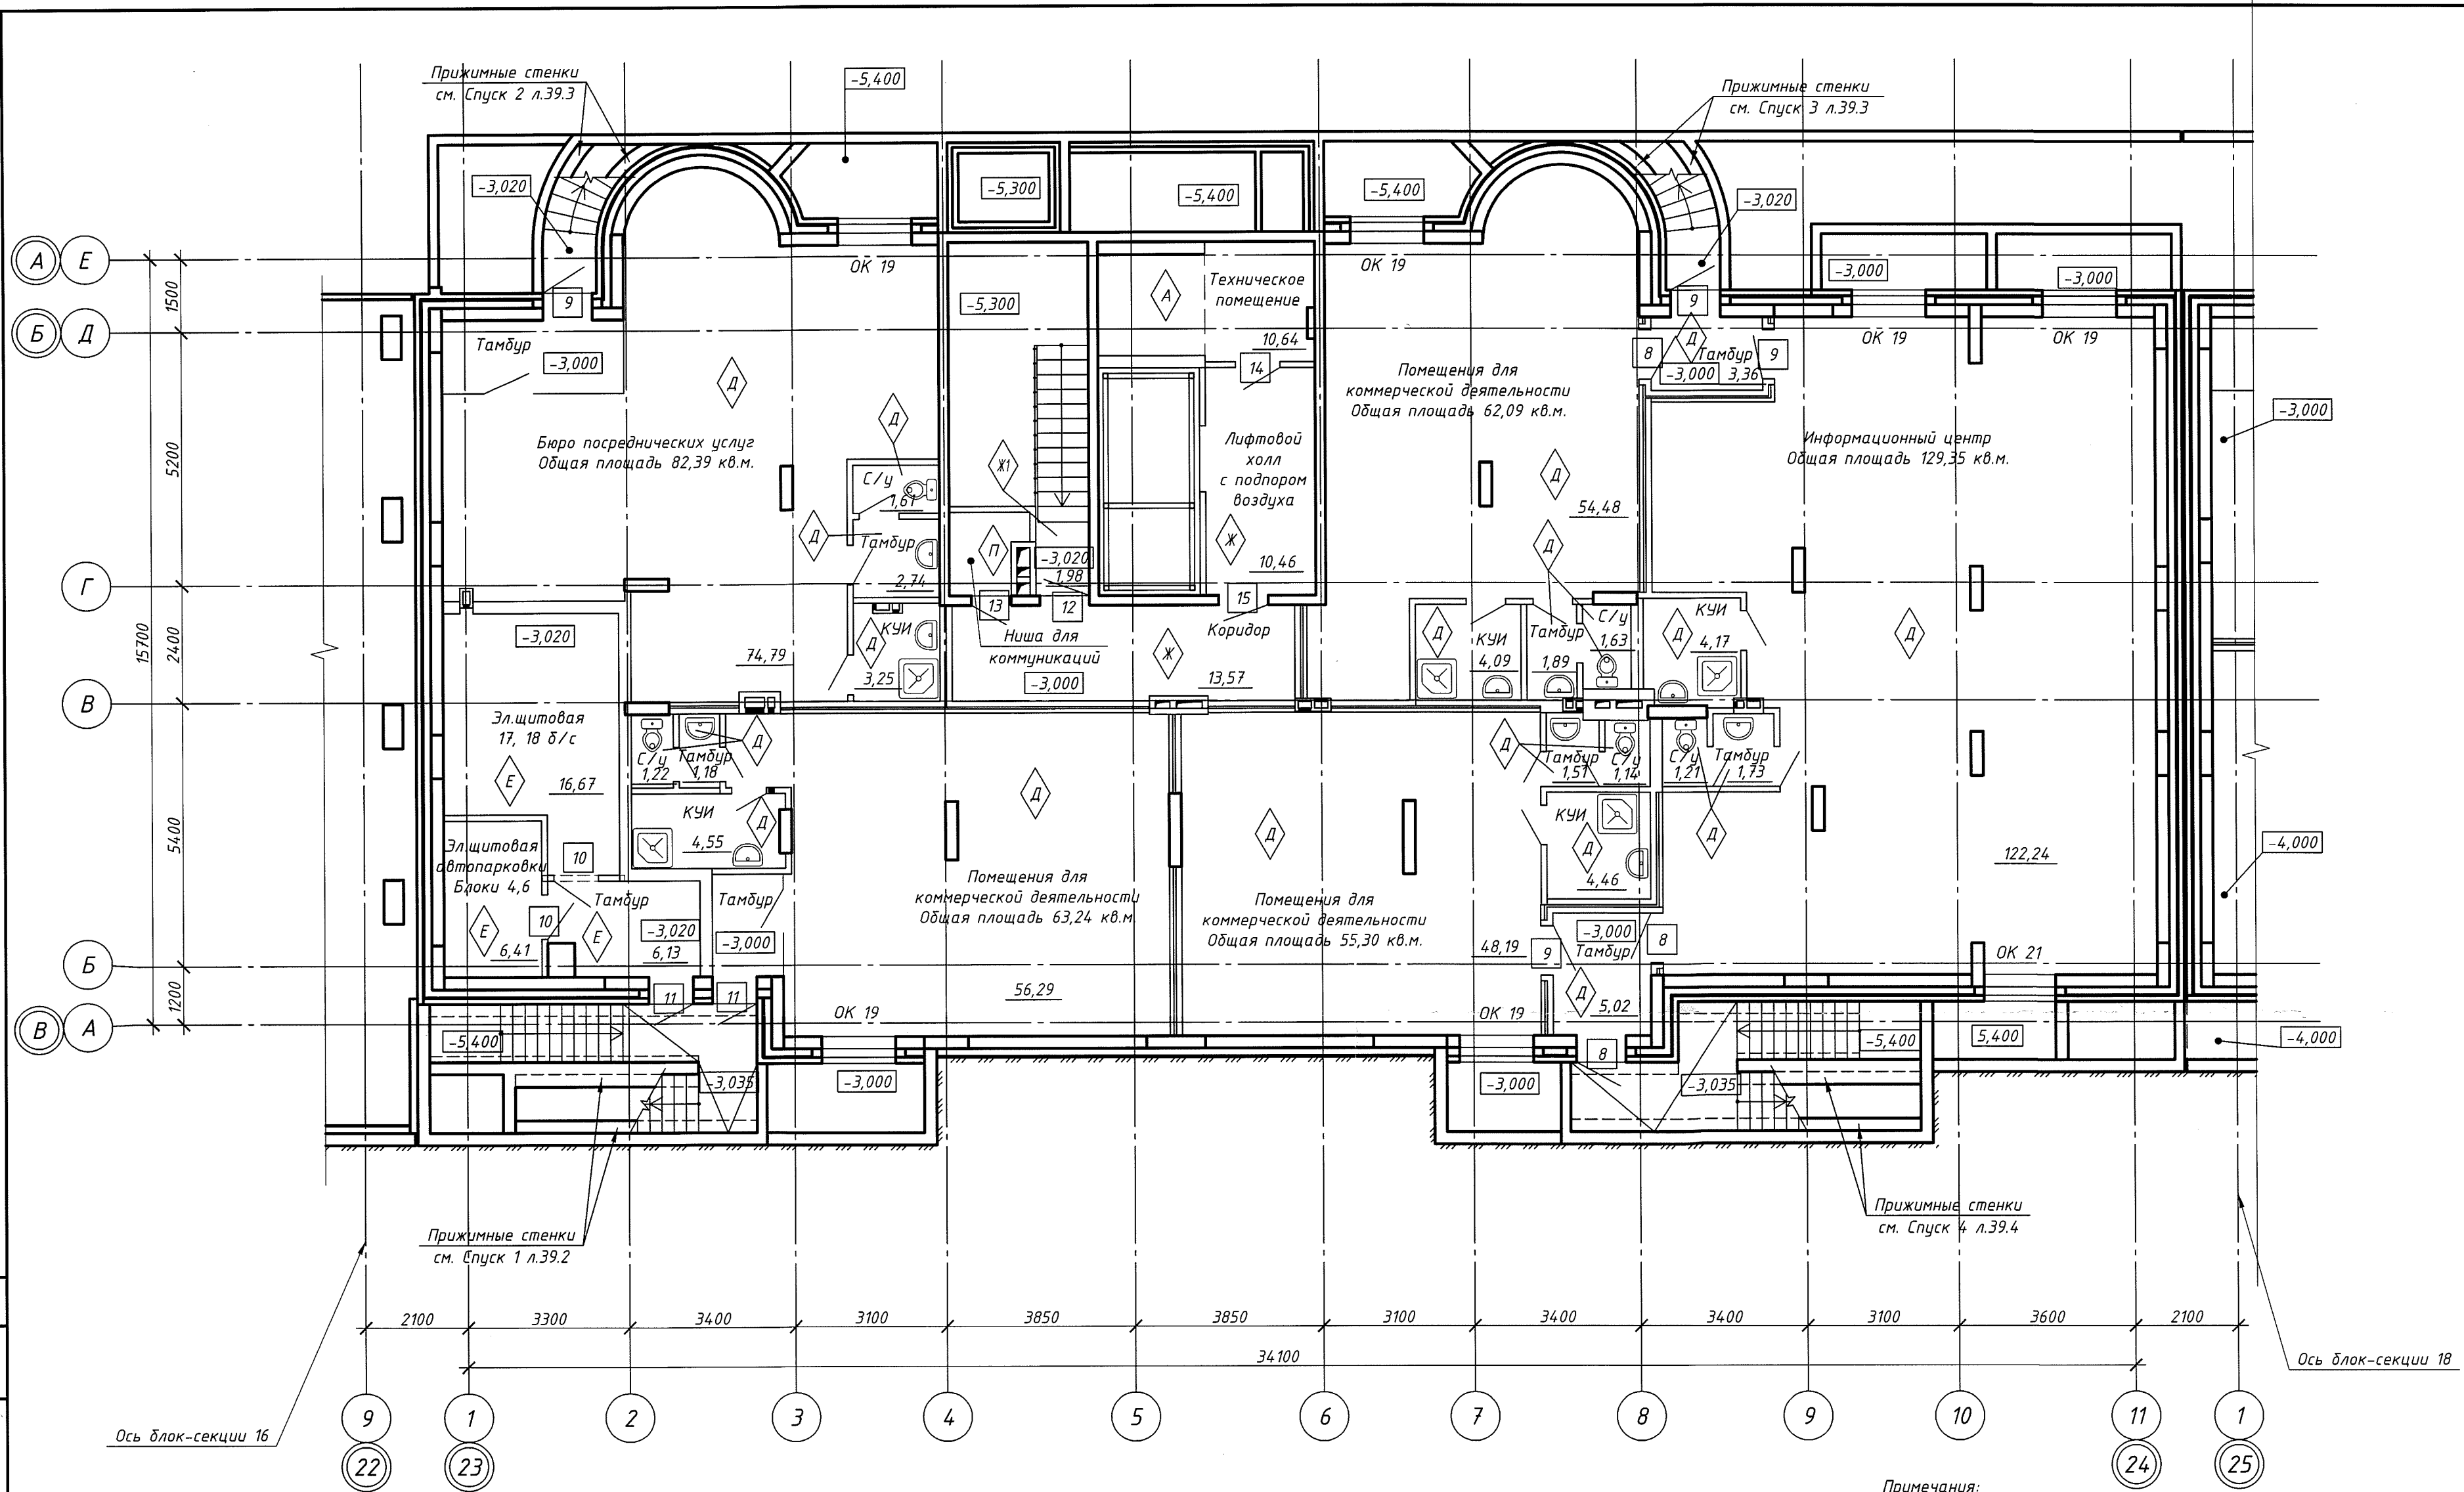 Прижимные стенки
см. Спуск 2 л.39.3
-5,400
Прижимные стенки
см. Спуск 3 л.39.3
-3,020
-5,300
-5,400
-5,400
-3,020
А
Е
1500
ОК 19
ОК 19
-3,000
-3,000
9
-5,300
А
Техническое
помещение
9
Б
Д
Тамбур
-3,000
10,64
14
8
Д
Тамбур
9
-3,000
3,36
ОК 19
ОК 19
Д
Помещения для
коммерческой деятельности
Общая площадь 62,09 кв.м.
-3,000
5200
Бюро посреднических услуг
Общая площадь 82,39 кв.м.
Д
С/у
1,61
Ж1
Лифтовой
холл
с подпором
воздуха
Информационный центр
Общая площадь 129,35 кв.м.
Д
54,48
Д
Тамбур
2,74
П
-3,020
1,98
Ж
10,46
Д
Г
15700
2400
13
12
15
-3,020
КУИ
Д
3,25
74,79
Ниша для
коммуникаций
-3,000
Коридор
Ж
13,57
Д
КУИ
4,09
Тамбур
1,89
С/у
1,63
КУИ
Д
4,17
Д
В
Эл.щитовая
17, 18 б/с
Е
16,67
С/у
1,22
Тамбур
1,18
Д
Д
Тамбур
1,51
С/у
1,14
С/у
1,21
Тамбур
1,73
5400
КУИ
4,55
Д
Д
Д
КУИ
Д
4,46
Д
-4,000
122,24
Эл.щитовая
автопарковки
Блоки 4,6
10
10
Тамбур
Тамбур
Помещения для
коммерческой деятельности
Общая площадь 63,24 кв.м.
Помещения для
коммерческой деятельности
Общая площадь 55,30 кв.м.
Е
6,41
Е
-3,020
6,13
-3,000
48,19
9
-3,000
Тамбур
8
ОК 21
Б
1200
11
11
56,29
Д
5,02
В
А
-5,400
ОК 19
ОК 19
8
-5,400
5,400
-4,000
-3,035
-3,000
-3,000
-3,035
Прижимные стенки
см. Спуск 1 л.39.2
Прижимные стенки
см. Спуск 4 л.39.4
2100
3300
3400
3100
3850
3850
3100
3400
3400
3100
3600
2100
34100
Ось блок-секции 18
Ось блок-секции 16
9
1
2
3
4
5
6
7
8
9
10
11
1
22
23
24
25
Примечания: